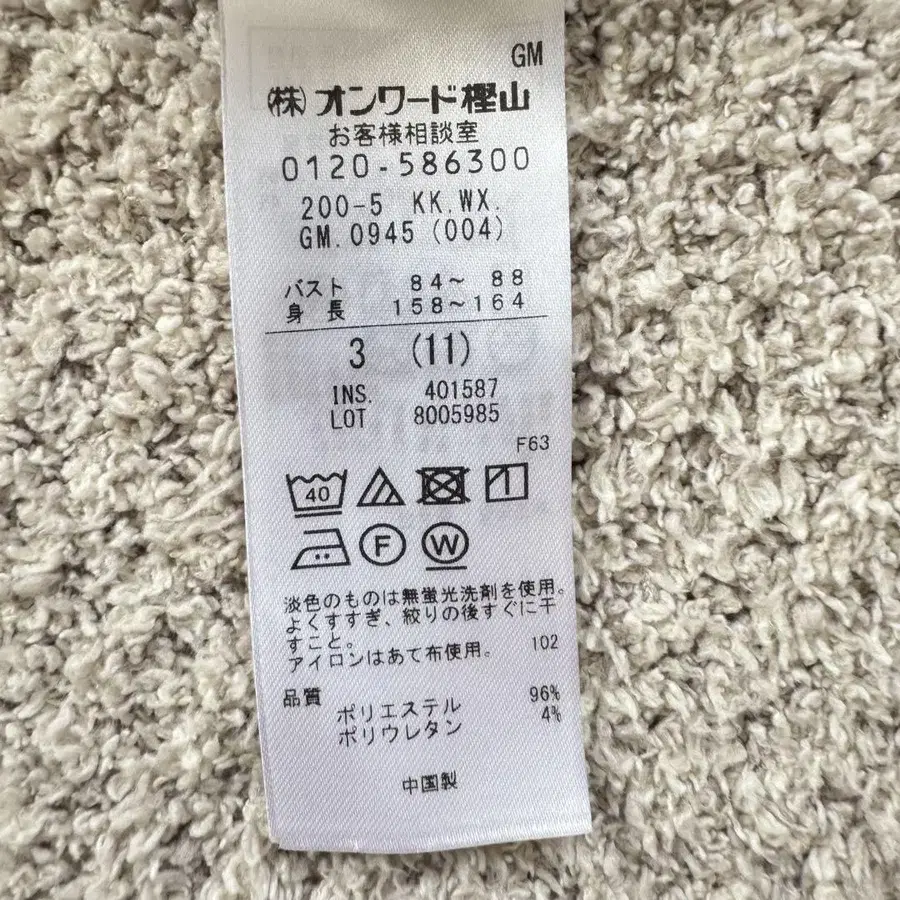 GM
㈱オンワード樫山
お客様相談室
0120-586300
200-5 KK.WX.
GM.0945 (004)
バスト 84～ 88
身長 158～164
3 (11)
INS. 401587
LOT 8005985
F63
40
F W
淡色のものは無蛍光洗剤を使用。
よくすすぎ、絞りの後すぐに干
すこと。
アイロンはあて布使用。 102
品質
ポリエステル 96%
ポリウレタン 4%
中国製